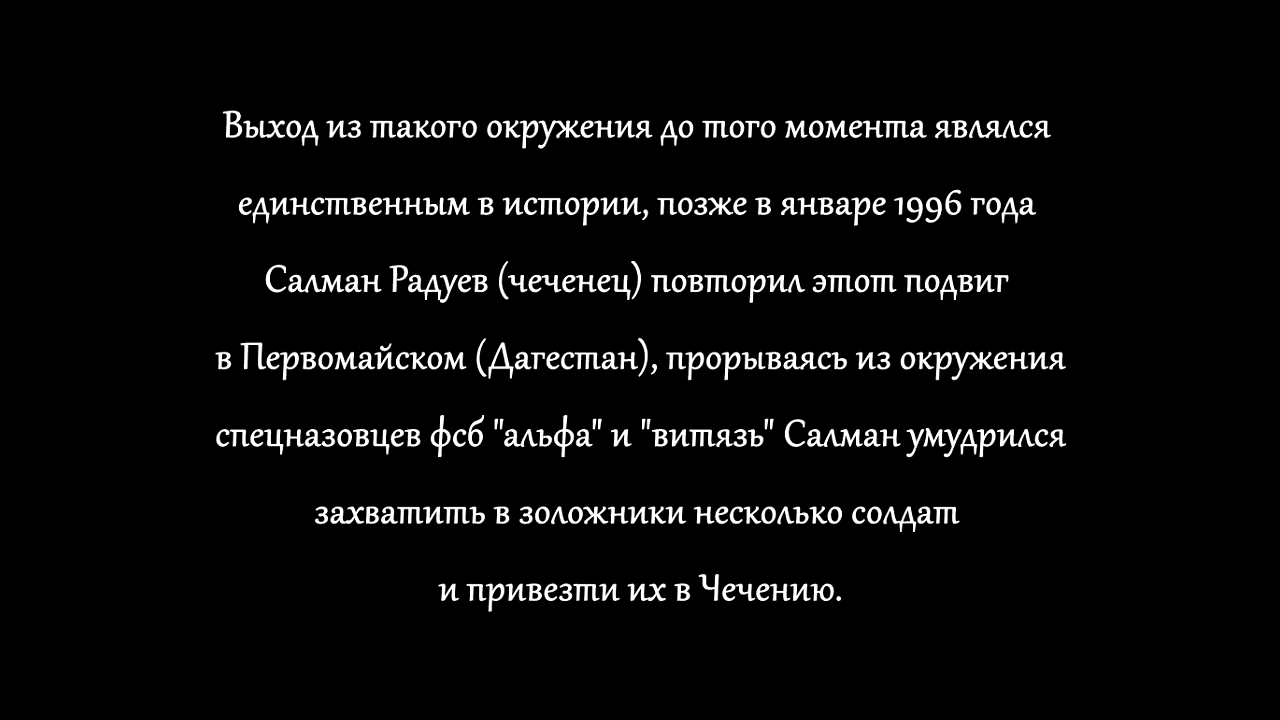 Выход из такого окружения до того момента являлся
единственным в истории, позже в январе 1996 года
Салман Радуев (чеченец) повторил этот подвиг
в Первомайском (Дагестан), прорываясь из окружения
спецназовцев фсб "альфа" и "витязь" Салман умудрился
захватить в золожники несколько солдат
и привезти их в Чечению.